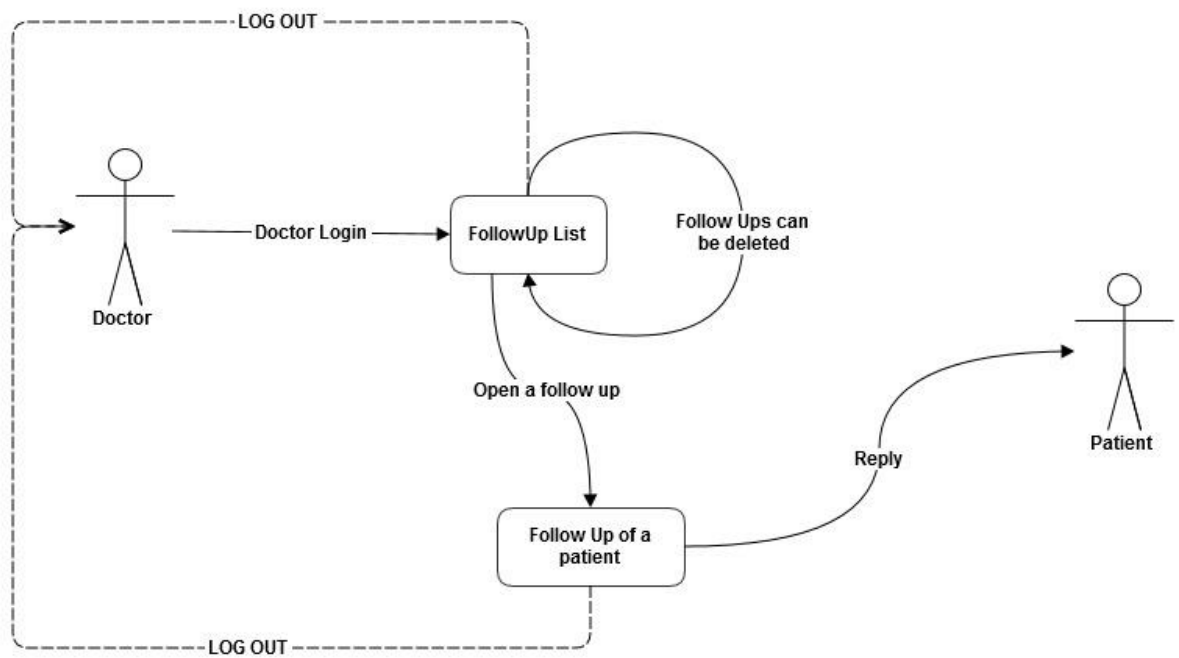 LOG OUT
Doctor Login
FollowUp List
Follow Ups can
be deleted
Doctor
Open a follow up
Patient
Reply
Follow Up of a
patient
LOG OUT